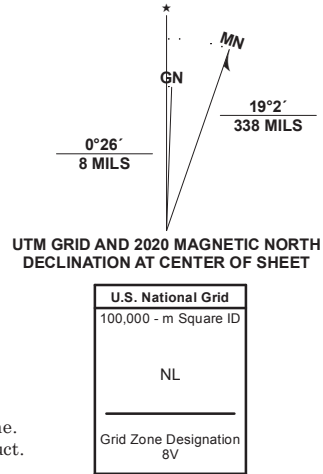 ★
MN
GN
19°2´
338 MILS
0°26´
8 MILS
UTM GRID AND 2020 MAGNETIC NORTH
DECLINATION AT CENTER OF SHEET
U.S. National Grid
100,000 - m Square ID
NL
Grid Zone Designation
8V